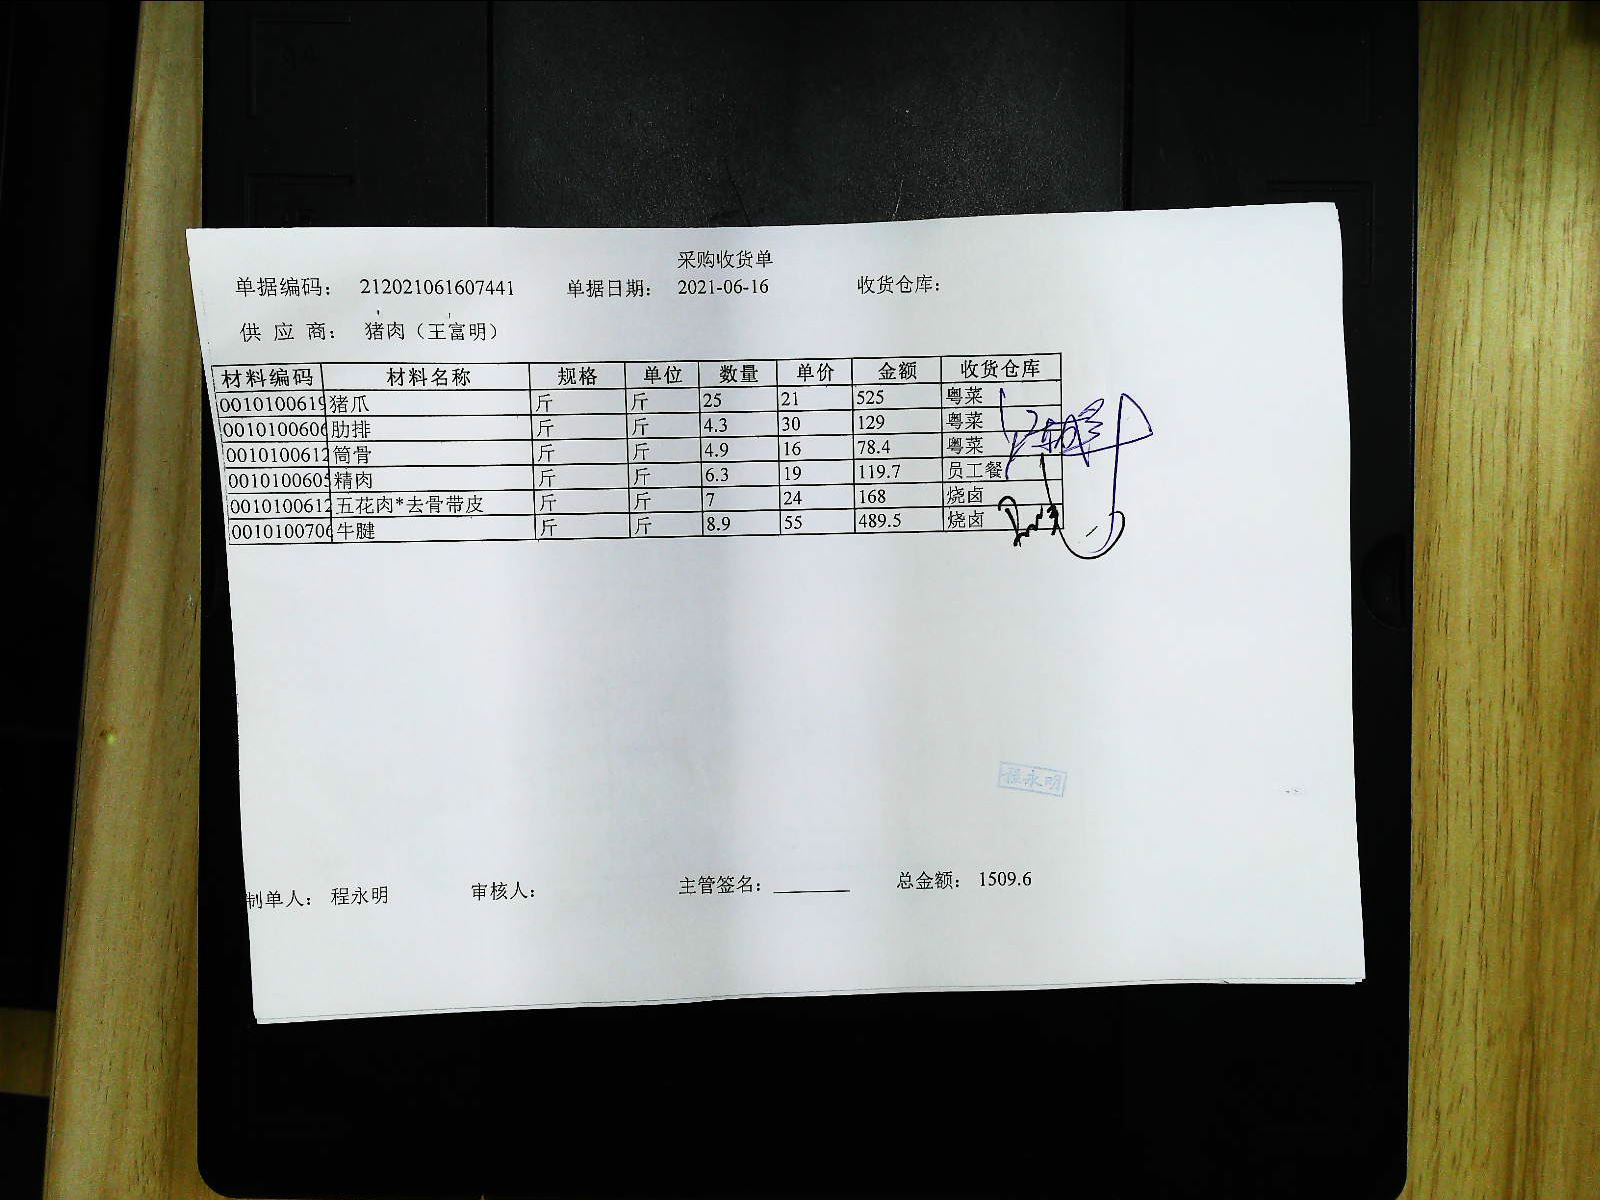 采购收货单
单据编码： 212021061607441 单据日期： 2021-06-16 收货仓库：
供 应 商： 猪肉（王富明）
材料编码 材料名称 规格 单位 数量 单价 金额 收货仓库
0010100619 猪爪 斤 斤 25 21 525 粤菜
0010100606 肋排 斤 斤 4.3 30 129 粤菜
0010100612 筒骨 斤 斤 4.9 16 78.4 粤菜
0010100605 精肉 斤 斤 6.3 19 119.7 员工餐
0010100612 五花肉*去骨带皮 斤 斤 7 24 168 烧卤
0010100706 牛腱 斤 斤 8.9 55 489.5 烧卤
程永明
制单人： 程永明 审核人： 主管签名： 总金额： 1509.6